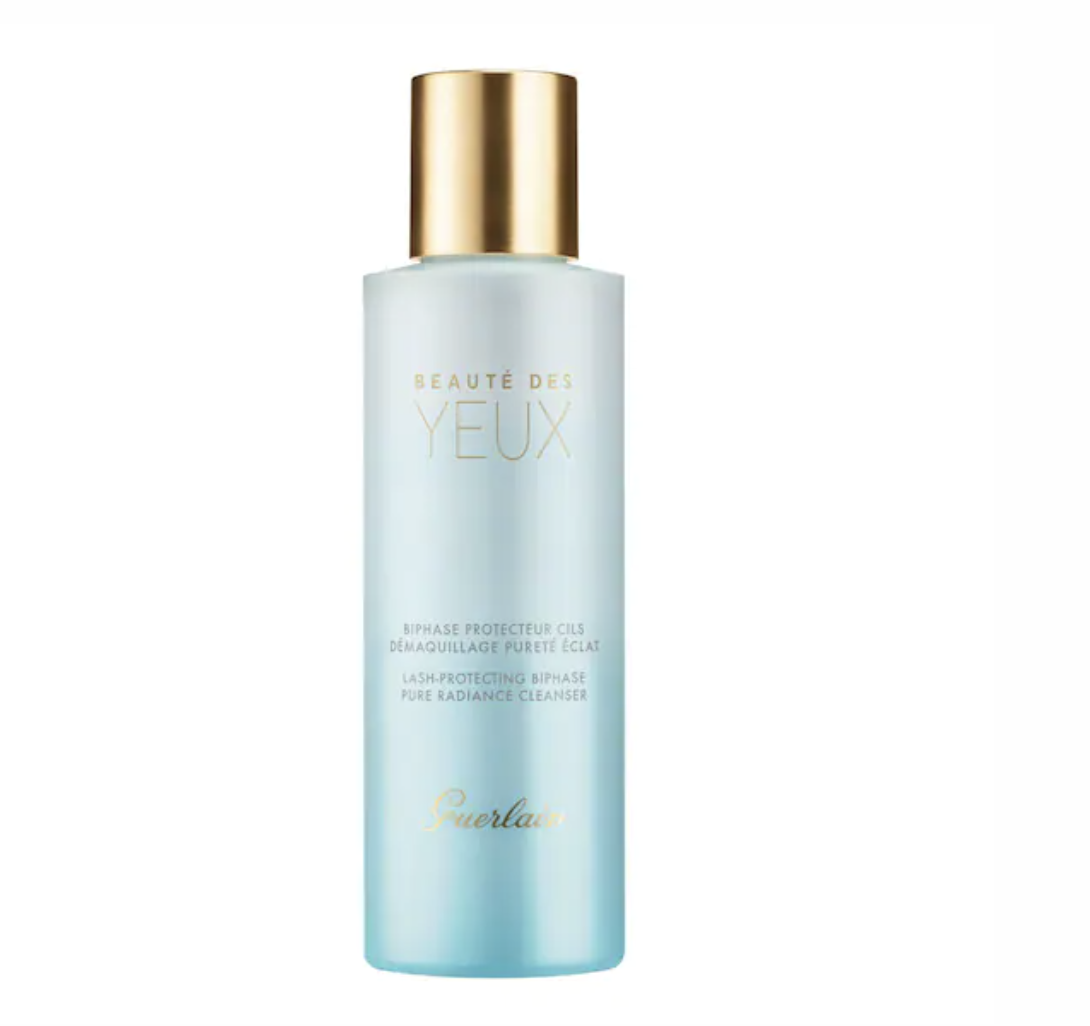 BEAUTÉ DES
YEUX
BIPHASE PROTECTEUR CILS
DÉMAQUILLAGE PURETÉ ÉCLAT
LASH-PROTECTING BIPHASE
PURE RADIANCE CLEANSER
Guerlain